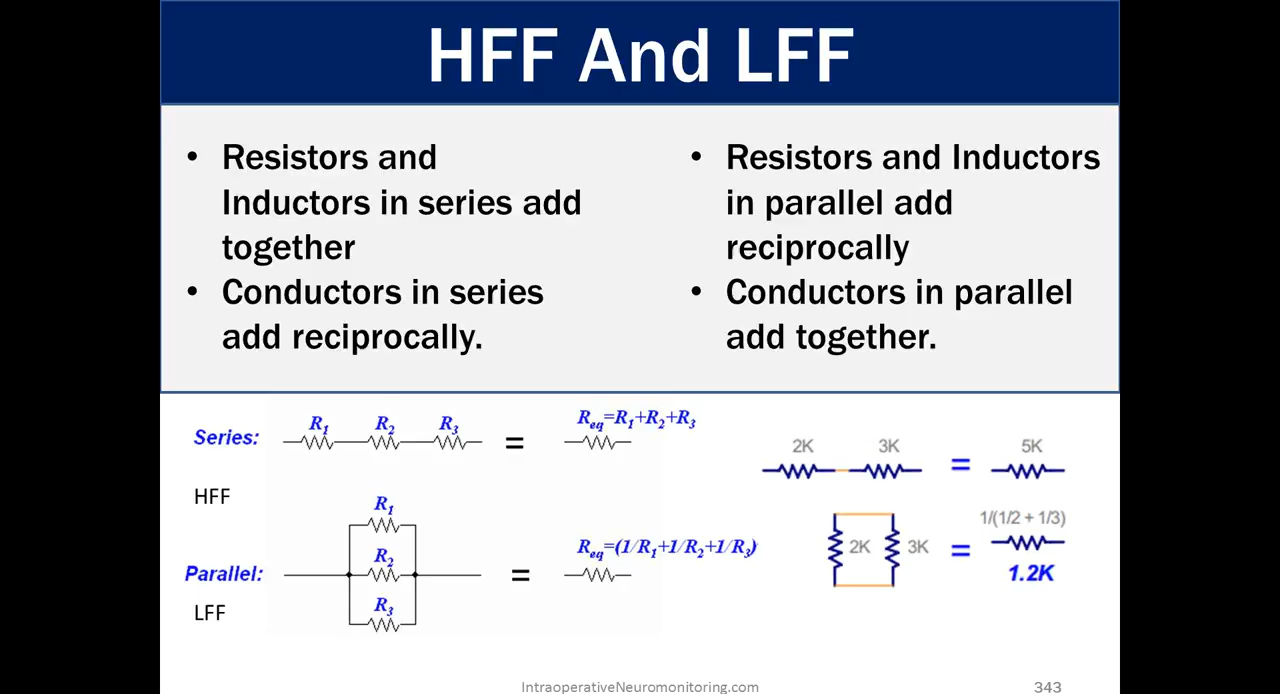 HFF And LFF
• Resistors and
Inductors in series add
together
• Conductors in series
add reciprocally.
• Resistors and Inductors
in parallel add
reciprocally
• Conductors in parallel
add together.
Series:
R1
R2
R3
=
Req=R1+R2+R3
HFF
Parallel:
R1
R2
R3
=
Req=(1/R1+1/R2+1/R3)
LFF
2K
3K
=
5K
2K
3K
=
1/(1/2 + 1/3)
1.2K
IntraoperativeNeuromonitoring.com
343